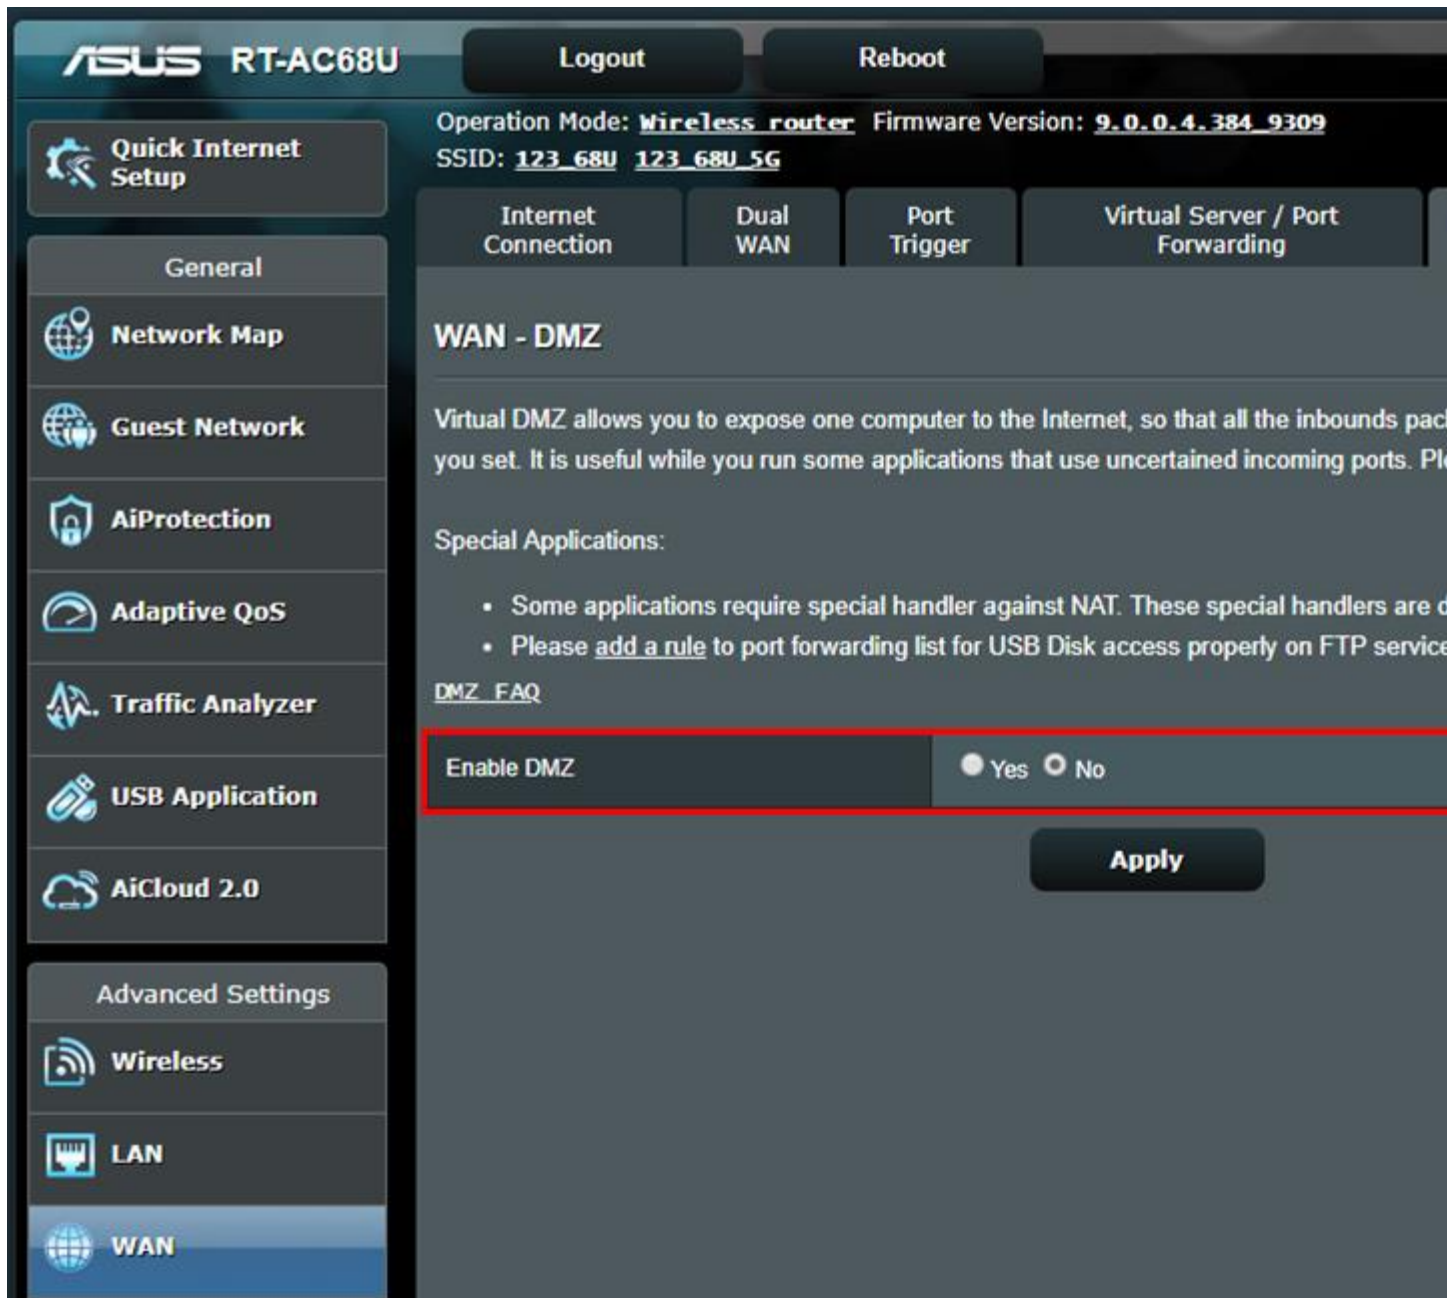 ASUS RT-AC68U Logout Reboot
Operation Mode: Wireless router Firmware Version: 9.0.0.4.384_9309
SSID: 123_68U 123_68U_5G
Quick Internet
Setup
General
Network Map
Guest Network
AiProtection
Adaptive QoS
Traffic Analyzer
USB Application
AiCloud 2.0
Advanced Settings
Wireless
LAN
WAN
Internet
Connection
Dual
WAN
Port
Trigger
Virtual Server / Port
Forwarding
WAN - DMZ
Virtual DMZ allows you to expose one computer to the Internet, so that all the inbounds
you set. It is useful while you run some applications that use uncertained incoming ports.
Special Applications:
• Some applications require special handler against NAT. These special handlers are
• Please add a rule to port forwarding list for USB Disk access properly on FTP service
DMZ FAQ
Enable DMZ Yes No
Apply